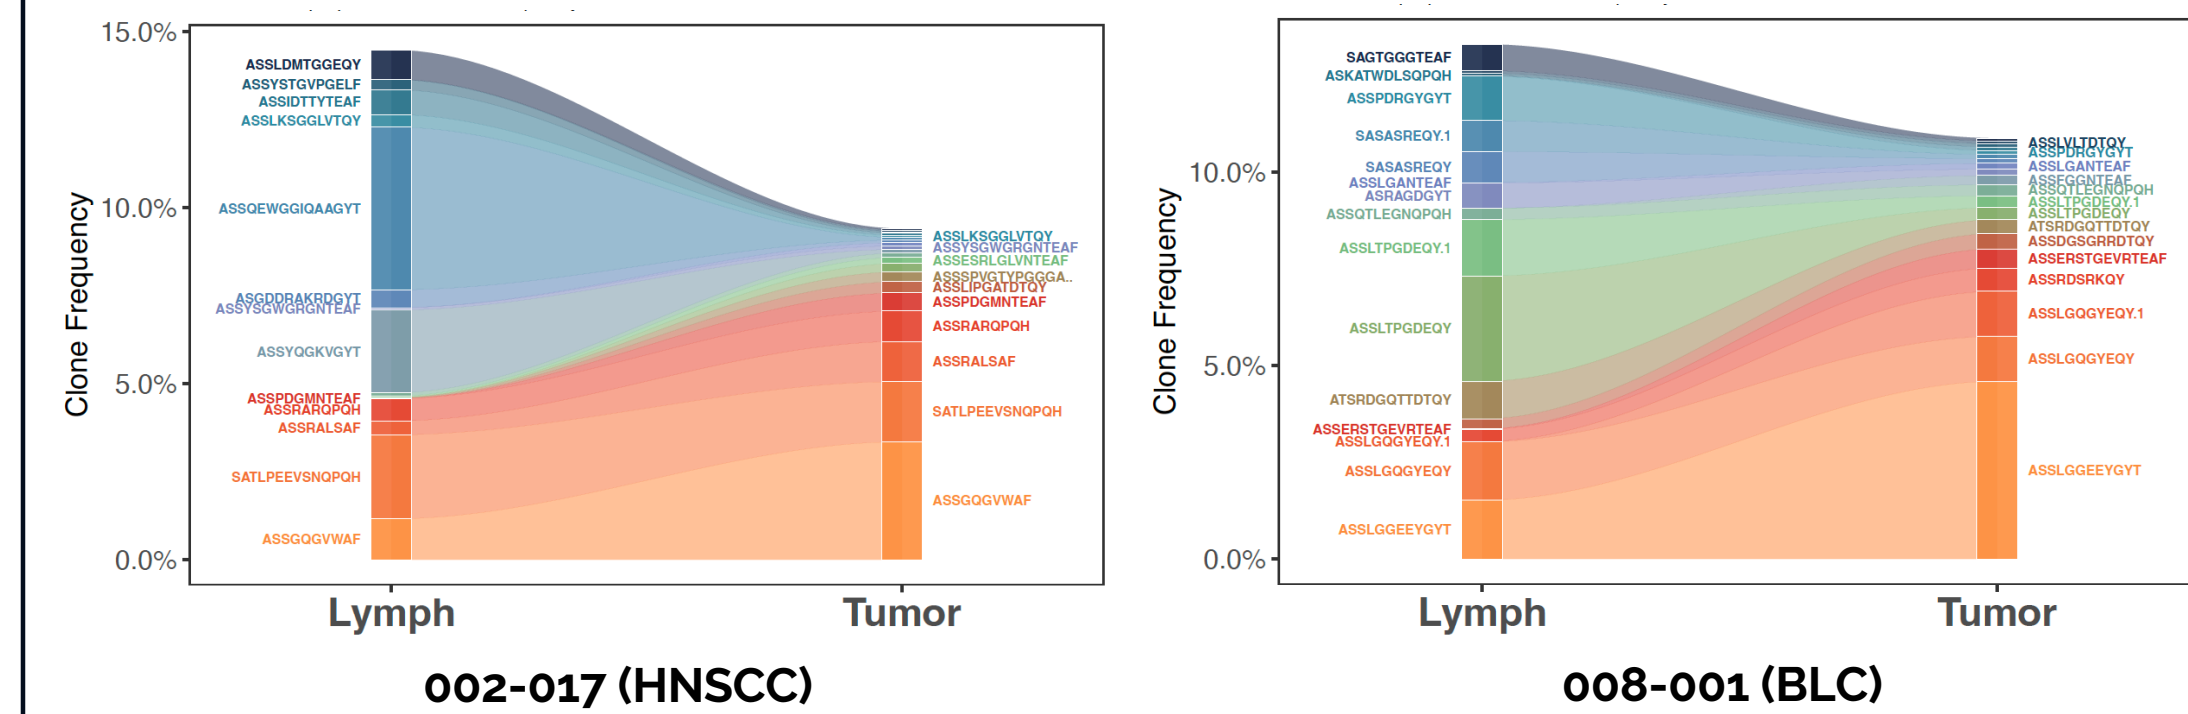 15.0%
10.0%
5.0%
0.0%
Clone Frequency
ASSLDMTGGEQY
ASSYSTGVPGELF
ASSIDTTYTEAF
ASSLKSGGLVTQY
ASSQEWGGIQAAGYT
ASGDDRAKRDGYT
ASSYSGWGRGNTEAF
ASSYQGKVGYT
ASSPDGMNTEAF
ASSRARQPQH
ASSRALSAF
SATLPEEVSNQPQH
ASSGQGVWAF
ASSLKSGGLVTQY
ASSYSGWGRGNTEAF
ASSESRLGLVNTEAF
ASSSPVGTYPGGGA..
ASSLIPGATDTQY
ASSPDGMNTEAF
ASSRARQPQH
ASSRALSAF
SATLPEEVSNQPQH
ASSGQGVWAF
Lymph
Tumor
002-017 (HNSCC)
10.0%
5.0%
0.0%
Clone Frequency
SAGTGGGTEAF
ASKATWDLSQPQH
ASSPDRGYGYT
SASASREQY.1
SASASREQY
ASSLGANTEAF
ASRAGDGYT
ASSQTLEGNQPQH
ASSLTPGDEQY.1
ASSLTPGDEQY
ATSRDGQTTDTQY
ASSERSTGEVRTEAF
ASSLGQGYEQY.1
ASSLGQGYEQY
ASSLGGEEYGYT
ASSLVLTDTQY
ASSPDRGYGYT
ASSLGANTEAF
ASSFGGNTEAF
ASSQTLEGNQPQH
ASSLTPGDEQY.1
ASSLTPGDEQY
ATSRDGQTTDTQY
ASSDGSGRRDTQY
ASSERSTGEVRTEAF
ASSRDSRKQY
ASSLGQGYEQY.1
ASSLGQGYEQY
ASSLGGEEYGYT
Lymph
Tumor
008-001 (BLC)